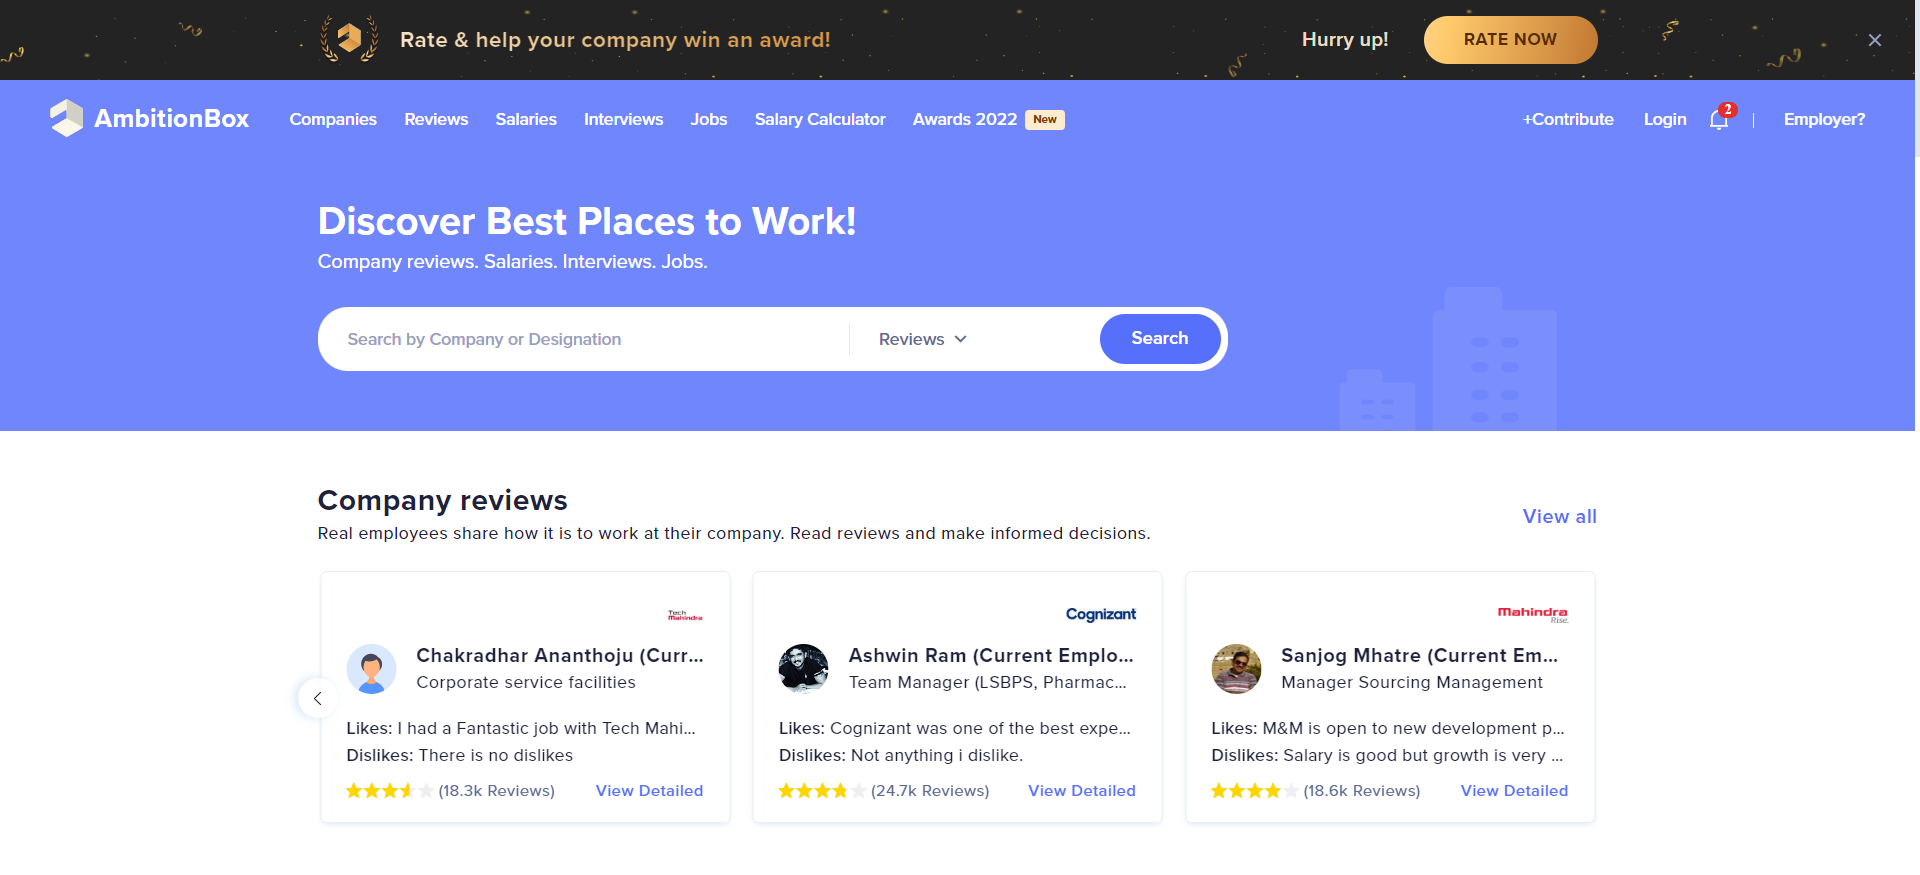 Rate & help your company win an award!
Hurry up!
RATE NOW
AmbitionBox
Companies
Reviews
Salaries
Interviews
Jobs
Salary Calculator
Awards 2022
New
+Contribute
Login
2
Employer?
Discover Best Places to Work!
Company reviews. Salaries. Interviews. Jobs.
Search by Company or Designation
Reviews
Search
Company reviews
Real employees share how it is to work at their company. Read reviews and make informed decisions.
View all
Tech
Mahindra
Chakradhar Ananthoju (Curr...
Corporate service facilities
Likes: I had a Fantastic job with Tech Mahi...
Dislikes: There is no dislikes
(18.3k Reviews)
View Detailed
Cognizant
Ashwin Ram (Current Emplo...
Team Manager (LSBPS, Pharmac...
Likes: Cognizant was one of the best expe...
Dislikes: Not anything i dislike.
(24.7k Reviews)
View Detailed
Mahindra
Rise.
Sanjog Mhatre (Current Em...
Manager Sourcing Management
Likes: M&M is open to new development p...
Dislikes: Salary is good but growth is very ...
(18.6k Reviews)
View Detailed